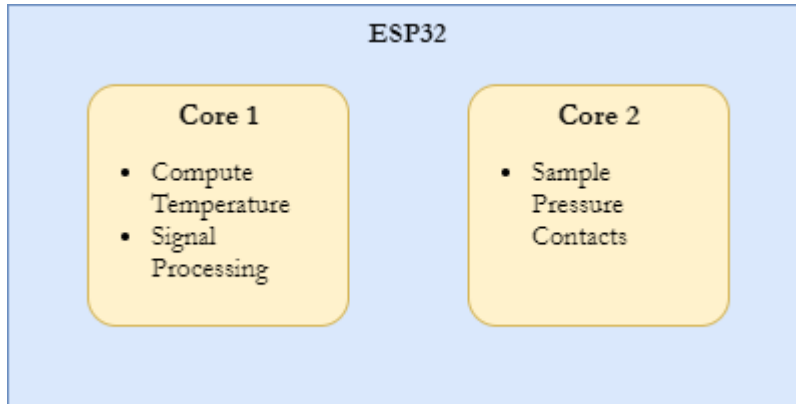 ESP32
Core 1
• Compute
Temperature
• Signal
Processing
Core 2
• Sample
Pressure
Contacts